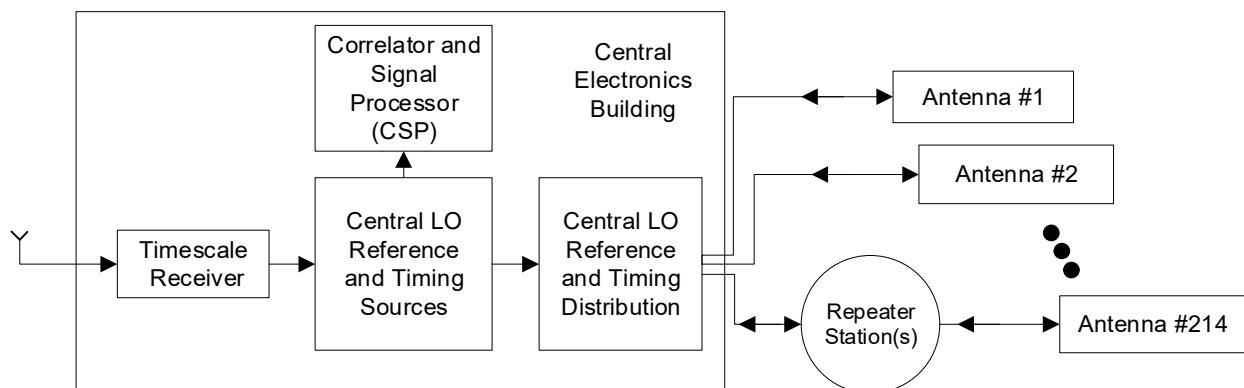 Correlator and
Signal
Processor
(CSP)
Central
Electronics
Building
Antenna #1
Antenna #2
Timescale
Receiver
Central LO
Reference
and Timing
Sources
Central LO
Reference
and Timing
Distribution
Repeater
Station(s)
Antenna #214